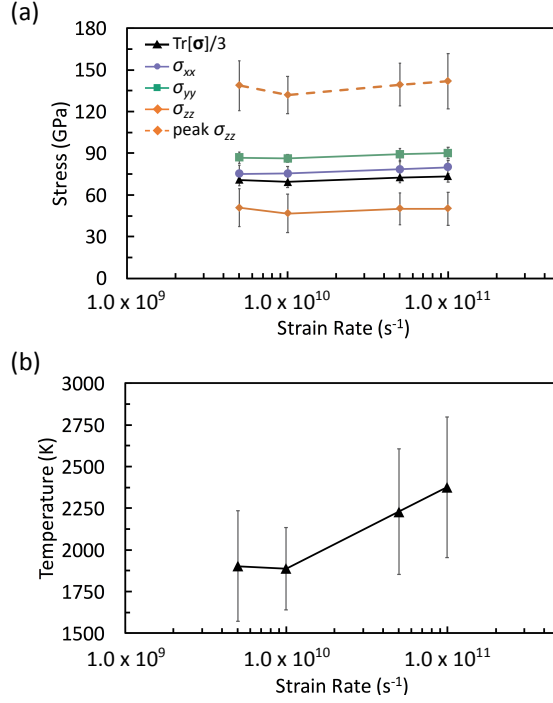 (a)
180
150
120
90
60
30
0
Stress (GPa)
Tr[σ]/3
σxx
σyy
σzz
peak σzz
1.0 x 10⁹
1.0 x 10¹⁰
1.0 x 10¹¹
Strain Rate (s⁻¹)
(b)
3000
2750
2500
2250
2000
1750
1500
Temperature (K)
1.0 x 10⁹
1.0 x 10¹⁰
1.0 x 10¹¹
Strain Rate (s⁻¹)